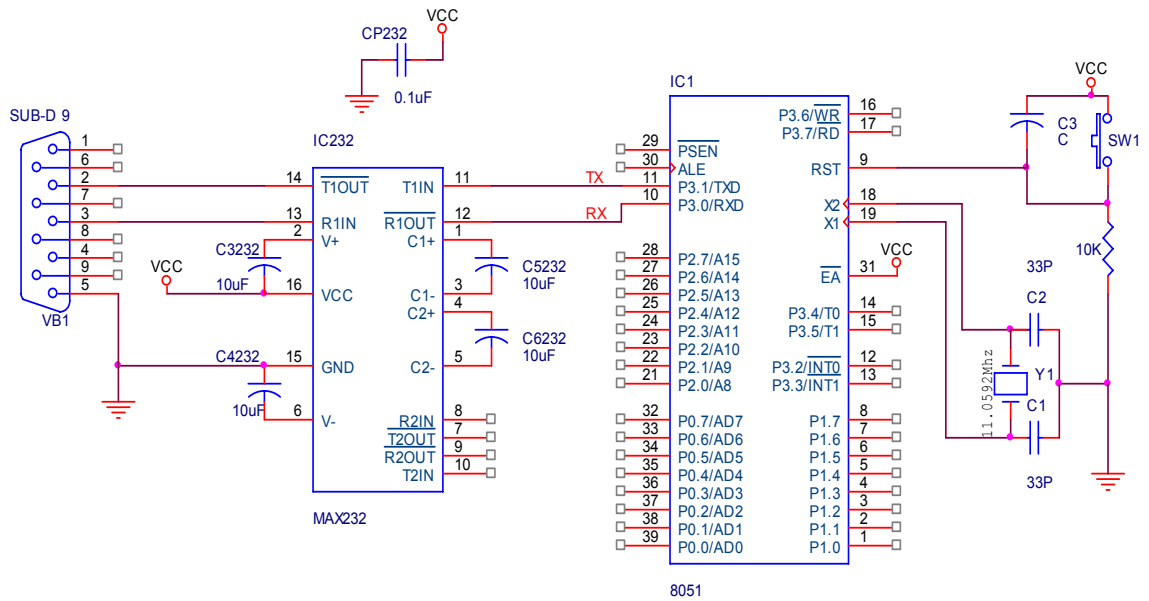 VCC
CP232
0.1uF
SUB-D 9
1
6
2
7
3
8
4
9
5
VB1
IC232
14 T1OUT T1IN 11
13 R1IN R1OUT 12
2 V+ C1+ 1
16 VCC C1- 3
C2+ 4
15 GND C2- 5
6 V-
R2IN 8
T2OUT 7
R2OUT 9
T2IN 10
MAX232
C3232
10uF
VCC
C4232
10uF
C5232
10uF
C6232
10uF
TX
RX
IC1
29 PSEN
30 ALE
11 P3.1/TXD
10 P3.0/RXD
28 P2.7/A15
27 P2.6/A14
26 P2.5/A13
25 P2.4/A12
24 P2.3/A11
23 P2.2/A10
22 P2.1/A9
21 P2.0/A8
32 P0.7/AD7
33 P0.6/AD6
34 P0.5/AD5
35 P0.4/AD4
36 P0.3/AD3
37 P0.2/AD2
38 P0.1/AD1
39 P0.0/AD0
P3.6/WR 16
P3.7/RD 17
RST 9
X2 18
X1 19
EA 31
P3.4/T0 14
P3.5/T1 15
P3.2/INT0 12
P3.3/INT1 13
P1.7 8
P1.6 7
P1.5 6
P1.4 5
P1.3 4
P1.2 3
P1.1 2
P1.0 1
8051
VCC
VCC
C3
C
SW1
10K
33P
C2
Y1
11.0592Mhz
C1
33P